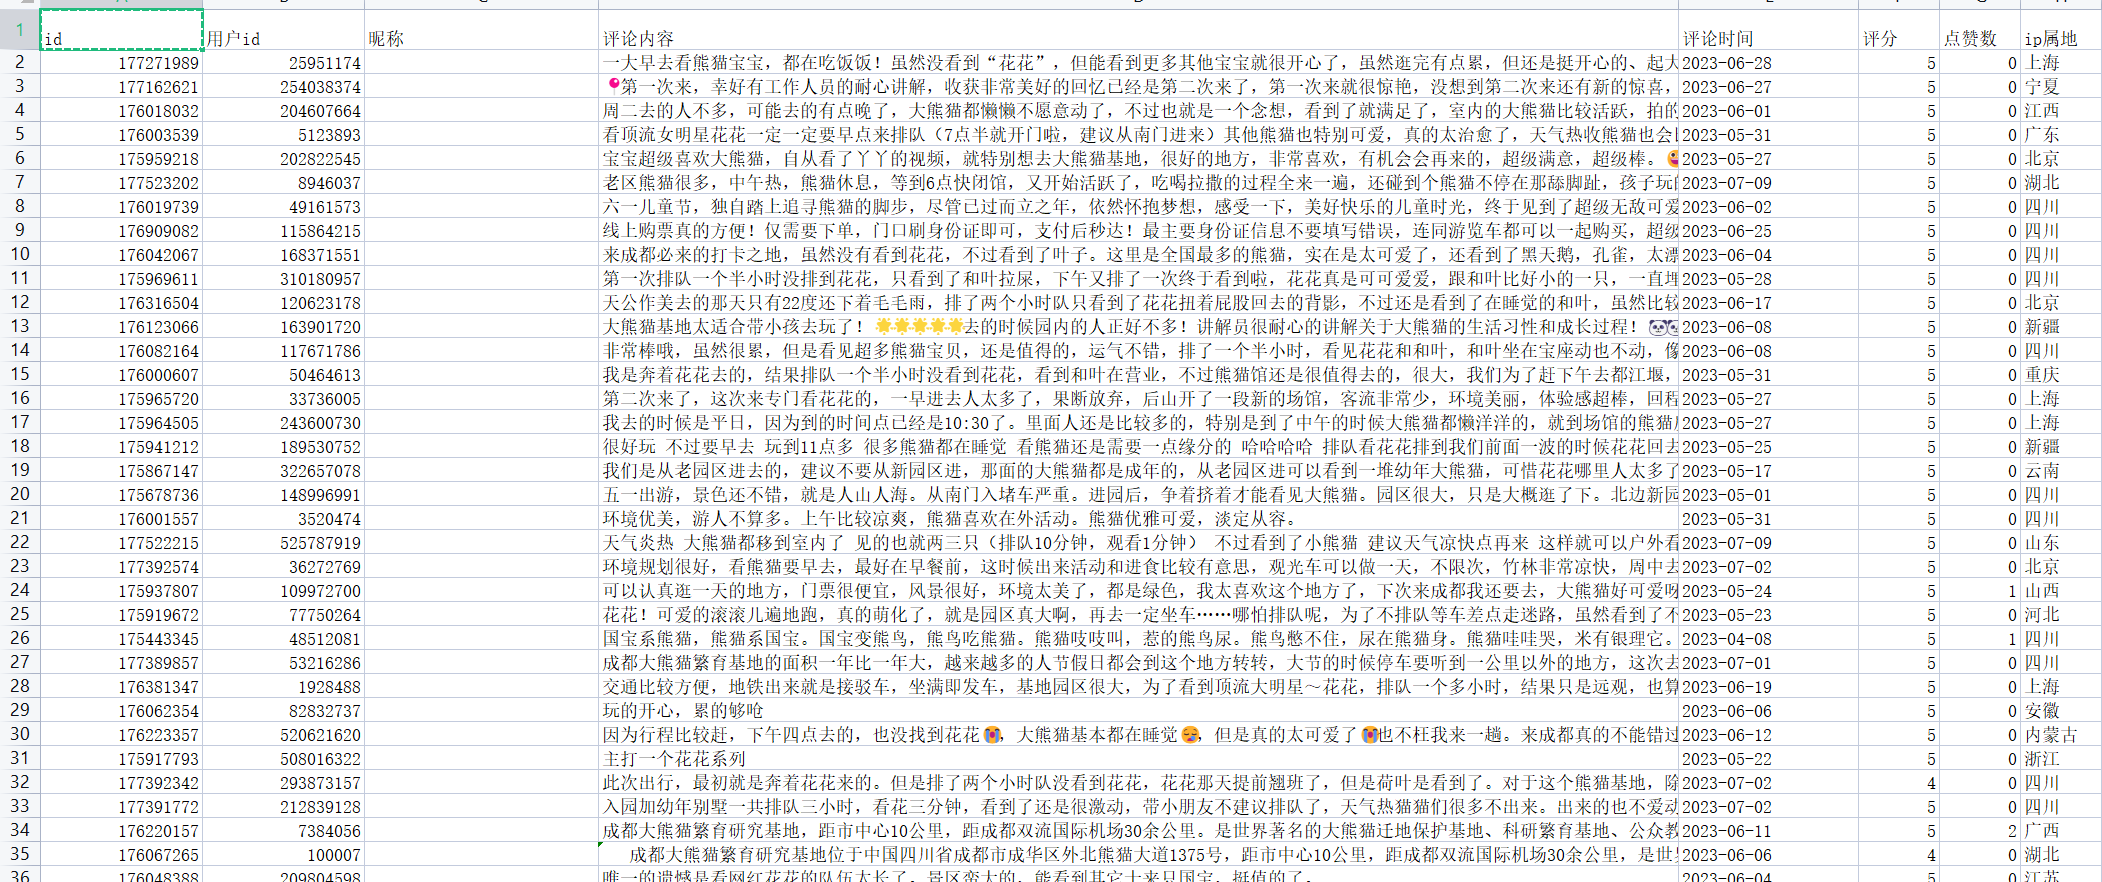 1 id 用户id 昵称 评论内容 评论时间 评分 点赞数 ip属地
2 177271989 25951174 一大早去看熊猫宝宝，都在吃饭饭！虽然没看到“花花”，但能看到更多其他宝宝就很开心了，虽然逛完有点累，但还是挺开心的、起大 2023-06-28 5 0 上海
3 177162621 254038374 📍第一次来，幸好有工作人员的耐心讲解，收获非常美好的回忆已经是第二次来了，第一次来就很惊艳，没想到第二次来还有新的惊喜， 2023-06-27 5 0 宁夏
4 176018032 204607664 周二去的人不多，可能去的有点晚了，大熊猫都懒懒不愿意动了，不过也就是一个念想，看到了就满足了，室内的大熊猫比较活跃，拍的 2023-06-01 5 0 江西
5 176003539 5123893 看顶流女明星花花一定一定要早点来排队（7点半就开门啦，建议从南门进来）其他熊猫也特别可爱，真的太治愈了，天气热收熊猫也会 2023-05-31 5 0 广东
6 175959218 202822545 宝宝超级喜欢大熊猫，自从看了丫丫的视频，就特别想去大熊猫基地，很好的地方，非常喜欢，有机会会再来的，超级满意，超级棒。 2023-05-27 5 0 北京
7 177523202 8946037 老区熊猫很多，中午热，熊猫休息，等到6点快闭馆，又开始活跃了，吃喝拉撒的过程全来一遍，还碰到个熊猫不停在那舔脚趾，孩子玩的 2023-07-09 5 0 湖北
8 176019739 49161573 六一儿童节，独自踏上追寻熊猫的脚步，尽管已过而立之年，依然怀抱梦想，感受一下，美好快乐的儿童时光，终于见到了超级无敌可爱 2023-06-02 5 0 四川
9 176909082 115864215 线上购票真的方便！仅需要下单，门口刷身份证即可，支付后秒达！最主要身份证信息不要填写错误，连同游览车都可以一起购买，超级 2023-06-25 5 0 四川
10 176042067 168371551 来成都必来的打卡之地，虽然没有看到花花，不过看到了叶子。这里是全国最多的熊猫，实在是太可爱了，还看到了黑天鹅，孔雀，太漂 2023-06-04 5 0 四川
11 175969611 310180957 第一次排队一个半小时没排到花花，只看到了和叶拉屎，下午又排了一次终于看到啦，花花真是可可爱爱，跟和叶比好小的一只，一直埋 2023-05-28 5 0 四川
12 176316504 120623178 天公作美去的那天只有22度还下着毛毛雨，排了两个小时队只看到了花花扭着屁股回去的背影，不过还是看到了在睡觉的和叶，虽然比较 2023-06-17 5 0 北京
13 176123066 163901720 大熊猫基地太适合带小孩去玩了！🌟🌟🌟🌟🌟去的时候园内的人正好不多！讲解员很耐心的讲解关于大熊猫的生活习性和成长过程！🐼 2023-06-08 5 0 新疆
14 176082164 117671786 非常棒哦，虽然很累，但是看见超多熊猫宝贝，还是值得的，运气不错，排了一个半小时，看见花花和和叶，和叶坐在宝座动也不动，像 2023-06-08 5 0 四川
15 176000607 50464613 我是奔着花花去的，结果排队一个半小时没看到花花，看到和叶在营业，不过熊猫馆还是很值得去的，很大，我们为了赶下午去都江堰， 2023-05-31 5 0 重庆
16 175965720 33736005 第二次来了，这次来专门看花花的，一早进去人太多了，果断放弃，后山开了一段新的场馆，客流非常少，环境美丽，体验感超棒，回程 2023-05-27 5 0 上海
17 175964505 243600730 我去的时候是平日，因为到的时间点已经是10:30了。里面人还是比较多的，特别是到了中午的时候大熊猫都懒洋洋的，就到场馆的熊猫 2023-05-27 5 0 上海
18 175941212 189530752 很好玩 不过要早去 玩到11点多 很多熊猫都在睡觉 看熊猫还是需要一点缘分的 哈哈哈哈 排队看花花排到我们前面一波的时候花花回去 2023-05-25 5 0 新疆
19 175867147 322657078 我们是从老园区进去的，建议不要从新园区进，那面的大熊猫都是成年的，从老园区进可以看到一堆幼年大熊猫，可惜花花哪里人太多了 2023-05-17 5 0 云南
20 175678736 148996991 五一出游，景色还不错，就是人山人海。从南门入堵车严重。进园后，争着挤着才能看见大熊猫。园区很大，只是大概逛了下。北边新园 2023-05-01 5 0 四川
21 176001557 3520474 环境优美，游人不算多。上午比较凉爽，熊猫喜欢在外活动。熊猫优雅可爱，淡定从容。 2023-05-31 5 0 四川
22 177522215 525787919 天气炎热 大熊猫都移到室内了 见的也就两三只（排队10分钟，观看1分钟） 不过看到了小熊猫 建议天气凉快点再来 这样就可以户外看 2023-07-09 5 0 山东
23 177392574 36272769 环境规划很好，看熊猫要早去，最好在早餐前，这时候出来活动和进食比较有意思，观光车可以做一天，不限次，竹林非常凉快，周中去 2023-07-02 5 0 北京
24 175937807 109972700 可以认真逛一天的地方，门票很便宜，风景很好，环境太美了，都是绿色，我太喜欢这个地方了，下次来成都我还要去，大熊猫好可爱呀 2023-05-24 5 1 山西
25 175919672 77750264 花花！可爱的滚滚儿遍地跑，真的萌化了，就是园区真大啊，再去一定坐车……哪怕排队呢，为了不排队等车差点走迷路，虽然看到了不 2023-05-23 5 0 河北
26 175443345 48512081 国宝系熊猫，熊猫系国宝。国宝变熊鸟，熊鸟吃熊猫。熊猫吱吱叫，惹的熊鸟尿。熊鸟憋不住，尿在熊猫身。熊猫哇哇哭，米有银理它。 2023-04-08 5 1 四川
27 177389857 53216286 成都大熊猫繁育基地的面积一年比一年大，越来越多的人节假日都会到这个地方转转，大节的时候停车要听到一公里以外的地方，这次去 2023-07-01 5 0 四川
28 176381347 1928488 交通比较方便，地铁出来就是接驳车，坐满即发车，基地园区很大，为了看到顶流大明星～花花，排队一个多小时，结果只是远观，也算 2023-06-19 5 0 上海
29 176062354 82832737 玩的开心，累的够呛 2023-06-06 5 0 安徽
30 176223357 520621620 因为行程比较赶，下午四点去的，也没找到花花😭，大熊猫基本都在睡觉😪，但是真的太可爱了😭也不枉我来一趟。来成都真的不能错过 2023-06-12 5 0 内蒙古
31 175917793 508016322 主打一个花花系列 2023-05-22 5 0 浙江
32 177392342 293873157 此次出行，最初就是奔着花花来的。但是排了两个小时队没看到花花，花花那天提前翘班了，但是荷叶是看到了。对于这个熊猫基地，除 2023-07-02 4 0 四川
33 177391772 212839128 入园加幼年别墅一共排队三小时，看花三分钟，看到了还是很激动，带小朋友不建议排队了，天气热猫猫们很多不出来。出来的也不爱动 2023-07-02 5 0 四川
34 176220157 7384056 成都大熊猫繁育研究基地，距市中心10公里，距成都双流国际机场30余公里。是世界著名的大熊猫迁地保护基地、科研繁育基地、公众教 2023-06-11 5 2 广西
35 176067265 100007 成都大熊猫繁育研究基地位于中国四川省成都市成华区外北熊猫大道1375号，距市中心10公里，距成都双流国际机场30余公里，是世 2023-06-06 4 0 湖北
36 176048388 209804598 唯一的遗憾是看网红花花的队伍太长了。景区蛮大的，能看到其它十来只国宝，挺值的了。 2023-06-04 5 0 江苏